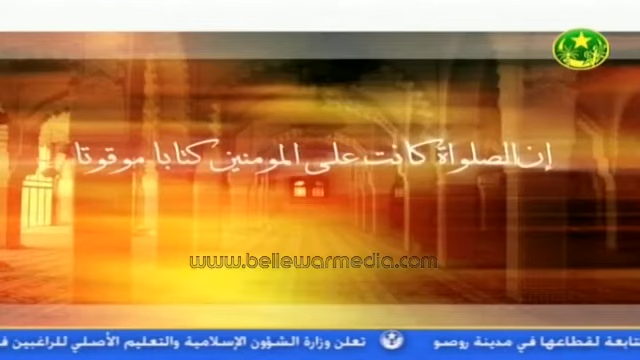 إن الصلواة كانت على المومنين كتابا موقوتا
www.bellewarmedia.com
تابعة لقطاعها في مدينة روصو تعلن وزارة الشؤون الإسلامية والتعليم الأصلي للراغبين